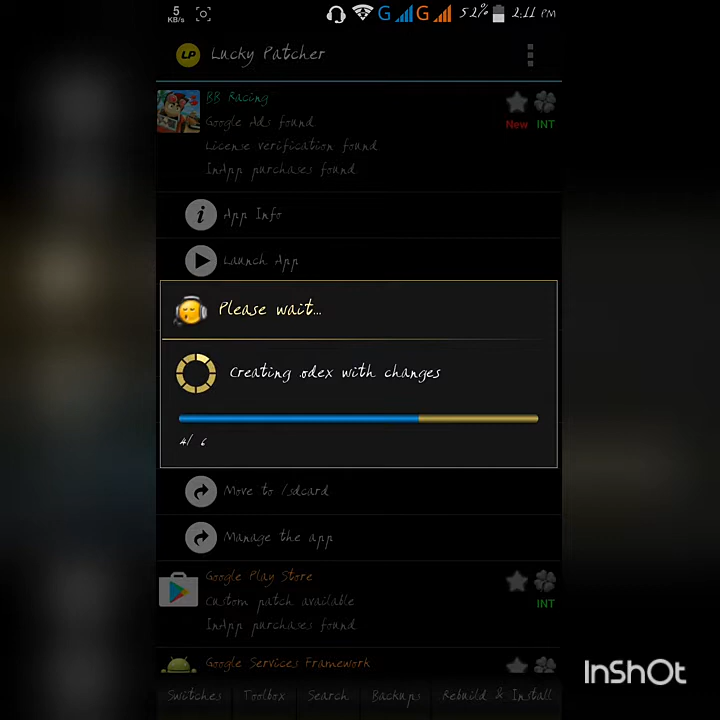 5
KB/s
G G 52% 2:11 PM
LP Lucky Patcher
BB Racing
Google Ads found
License verification found
New INT
InApp purchases found
i App Info
Launch App
Please wait...
Creating .odex with changes
4/ 6
Move to /sdcard
Manage the app
Google Play Store
Custom patch available
INT
InApp purchases found
Google Services Framework
InShOt
Switches Toolbox Search Backups Rebuild & Install